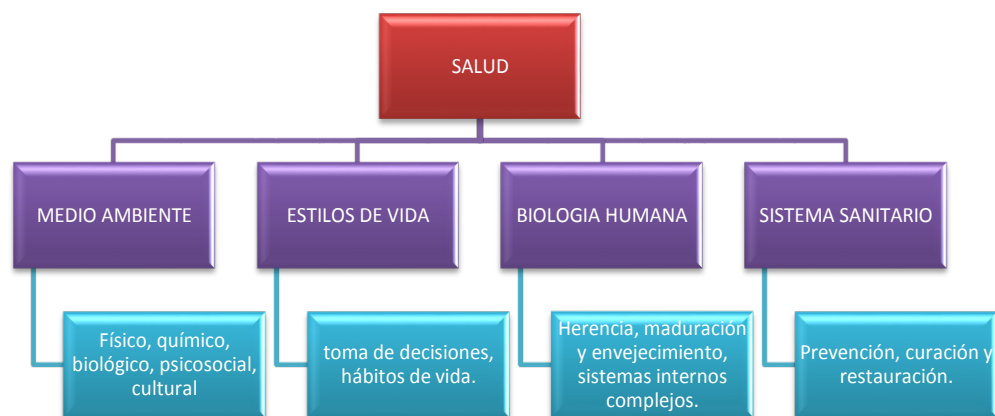 SALUD
MEDIO AMBIENTE
ESTILOS DE VIDA
BIOLOGIA HUMANA
SISTEMA SANITARIO
Físico, químico,
biológico, psicosocial,
cultural
toma de decisiones,
hábitos de vida.
Herencia, maduración
y envejecimiento,
sistemas internos
complejos.
Prevención, curación y
restauración.